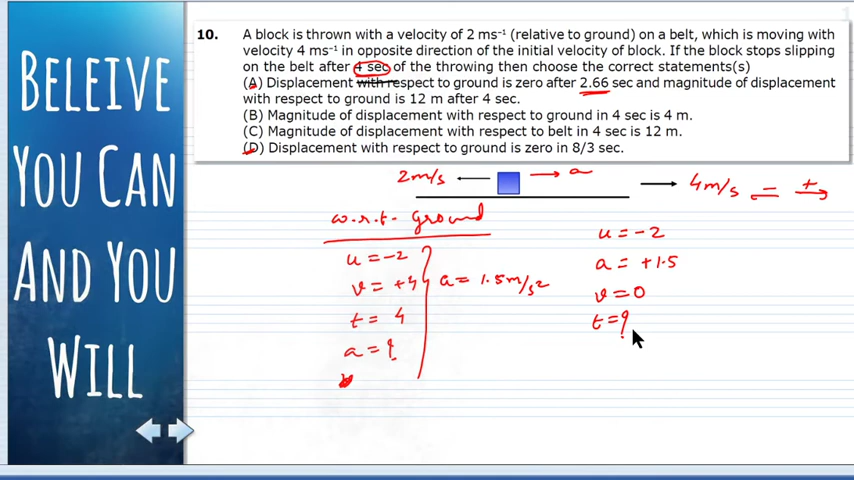 BELEIVE
YOU CAN
AND YOU
WILL
10. A block is thrown with a velocity of 2 ms⁻¹ (relative to ground) on a belt, which is moving with
velocity 4 ms⁻¹ in opposite direction of the initial velocity of block. If the block stops slipping
on the belt after 4 sec of the throwing then choose the correct statements(s)
(A) Displacement with respect to ground is zero after 2.66 sec and magnitude of displacement
with respect to ground is 12 m after 4 sec.
(B) Magnitude of displacement with respect to ground in 4 sec is 4 m.
(C) Magnitude of displacement with respect to belt in 4 sec is 12 m.
(D) Displacement with respect to ground is zero in 8/3 sec.
2m/s ← → a
→ 4m/s − ← + →
w.r.t. ground
u = -2
v = +4
t = 4
a = ?
a = 1.5 m/s²
u = -2
a = +1.5
v = 0
t = ?